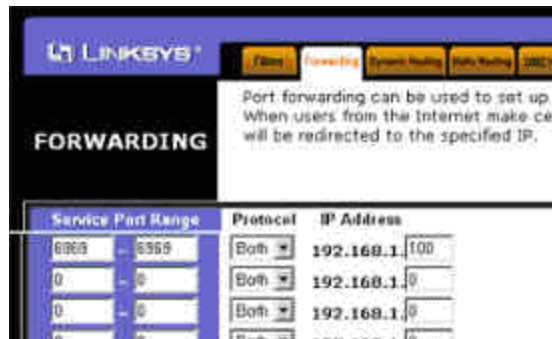 LINKSYS®
Filters Forwarding Dynamic Routing Static Routing
Port forwarding can be used to set up
When users from the Internet make ce
will be redirected to the specified IP.
FORWARDING
Service Port Range Protocol IP Address
6969 - 6969 Both 192.168.1.100
0 - 0 Both 192.168.1.0
0 - 0 Both 192.168.1.0